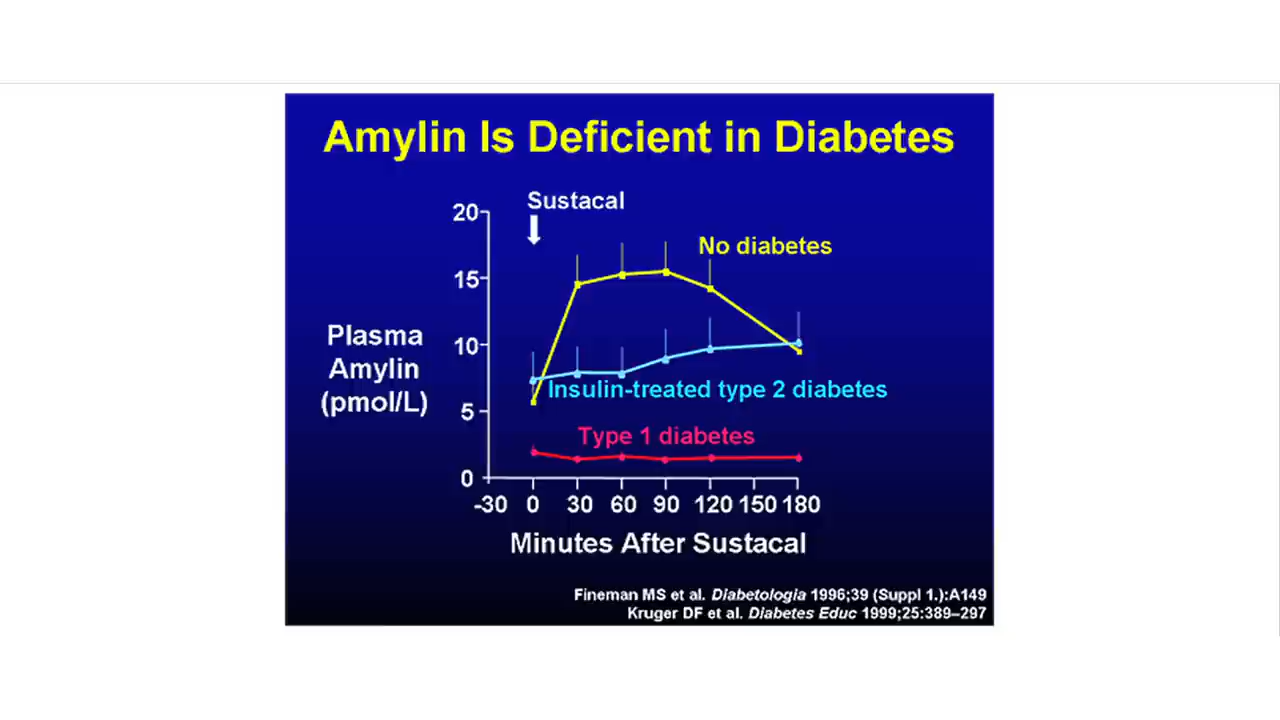 Amylin Is Deficient in Diabetes
Sustacal
20
No diabetes
15
Plasma
Amylin
(pmol/L)
10
Insulin-treated type 2 diabetes
5
Type 1 diabetes
0
-30 0 30 60 90 120 150 180
Minutes After Sustacal
Fineman MS et al. Diabetologia 1996;39 (Suppl 1.):A149
Kruger DF et al. Diabetes Educ 1999;25:389–297